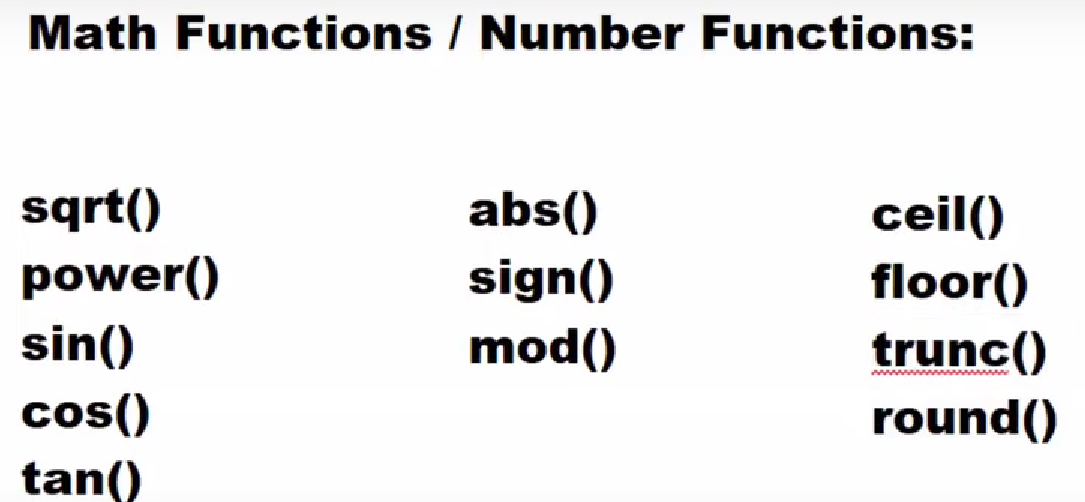 Math Functions / Number Functions:
sqrt()
power()
sin()
cos()
tan()
abs()
sign()
mod()
ceil()
floor()
trunc()
round()